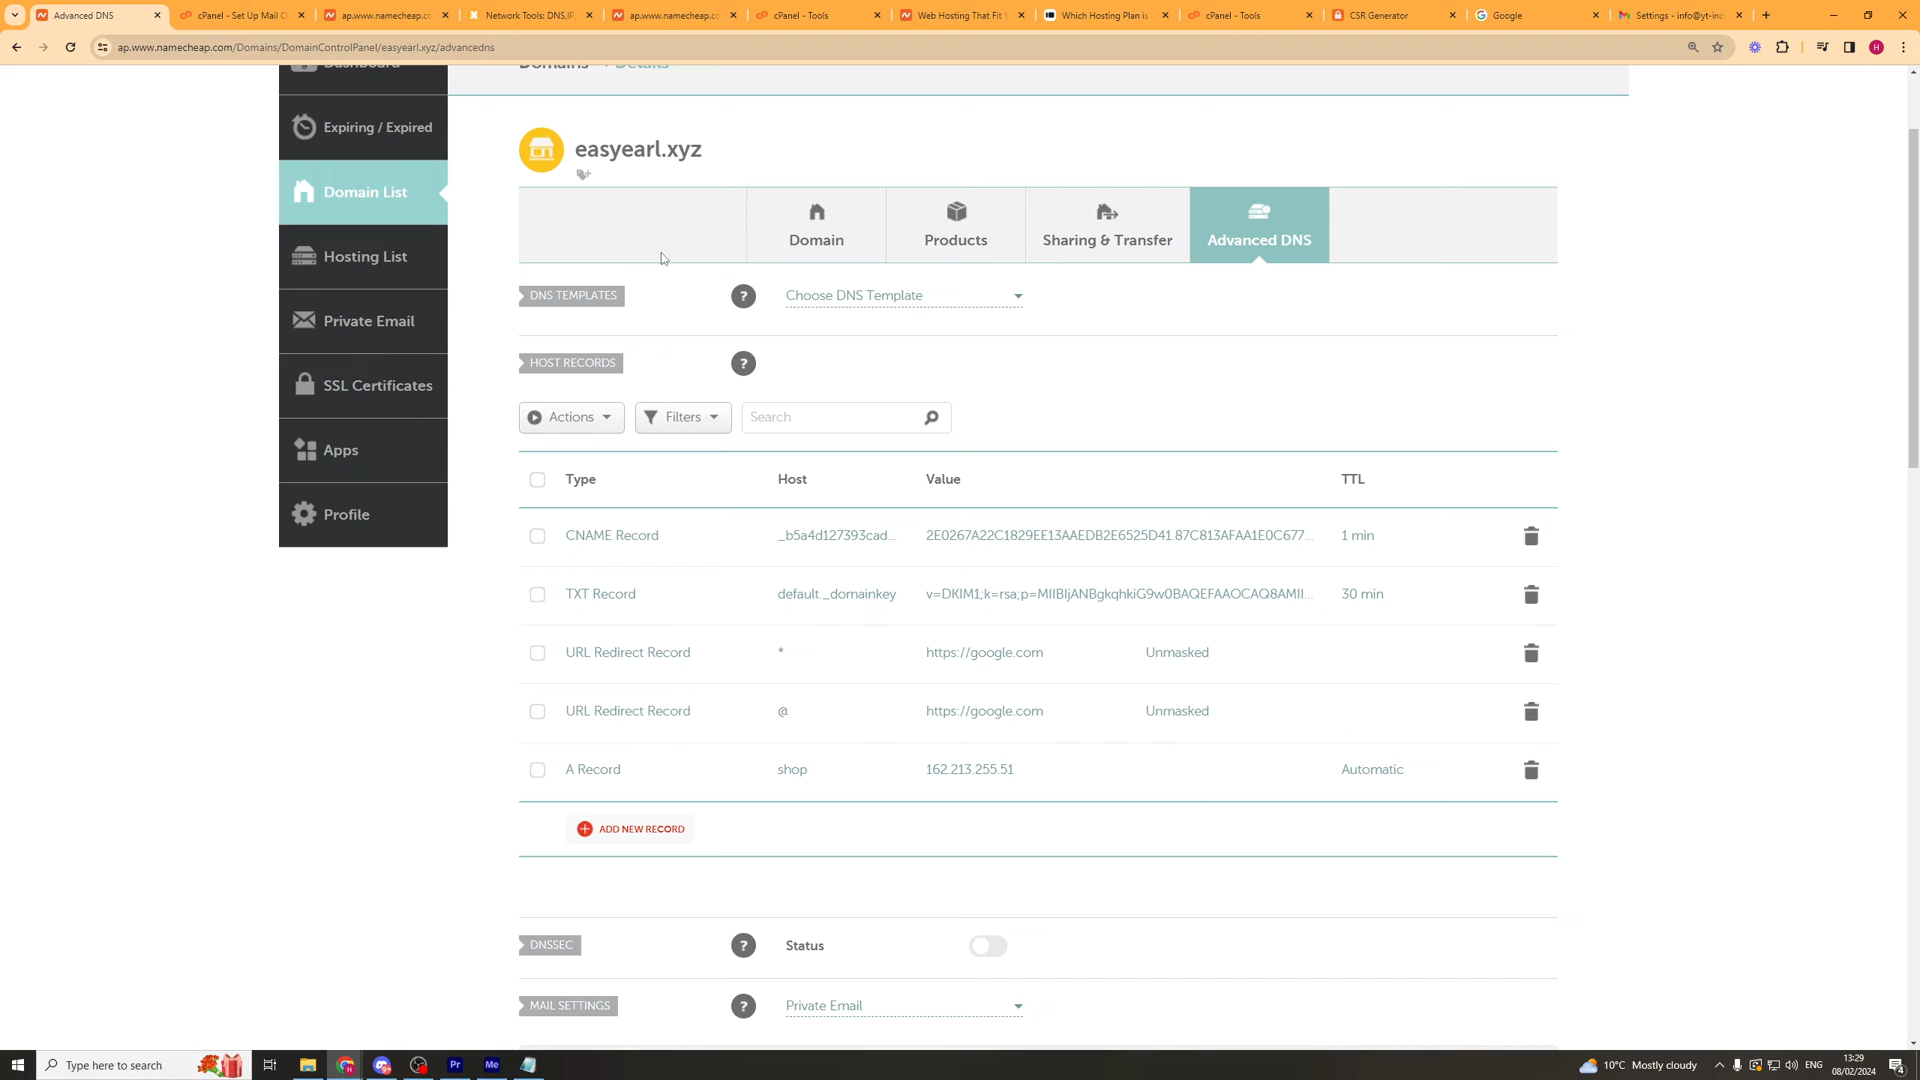 Advanced DNS
cPanel - Set Up Mail C
ap.www.namecheap.co
Network Tools: DNS,IP
ap.www.namecheap.co
cPanel - Tools
Web Hosting That Fit Y
Which Hosting Plan is
cPanel - Tools
CSR Generator
Google
Settings - info@yt-ind
ap.www.namecheap.com/Domains/DomainControlPanel/easyearl.xyz/advancedns
H
Dashboard
Domains → Details
Expiring / Expired
Domain List
Hosting List
Private Email
SSL Certificates
Apps
Profile
easyearl.xyz
Domain
Products
Sharing & Transfer
Advanced DNS
DNS TEMPLATES ? Choose DNS Template
HOST RECORDS ?
Actions Filters Search
Type Host Value TTL
CNAME Record _b5a4d127393cad... 2E0267A22C1829EE13AAEDB2E6525D41.87C813AFAA1E0C677... 1 min
TXT Record default._domainkey v=DKIM1;k=rsa;p=MIIBIjANBgkqhkiG9w0BAQEFAAOCAQ8AMII... 30 min
URL Redirect Record * https://google.com Unmasked
URL Redirect Record @ https://google.com Unmasked
A Record shop 162.213.255.51 Automatic
ADD NEW RECORD
DNSSEC ? Status
MAIL SETTINGS ? Private Email
Type here to search
Pr
Me
10°C Mostly cloudy
ENG
13:29
08/02/2024
4